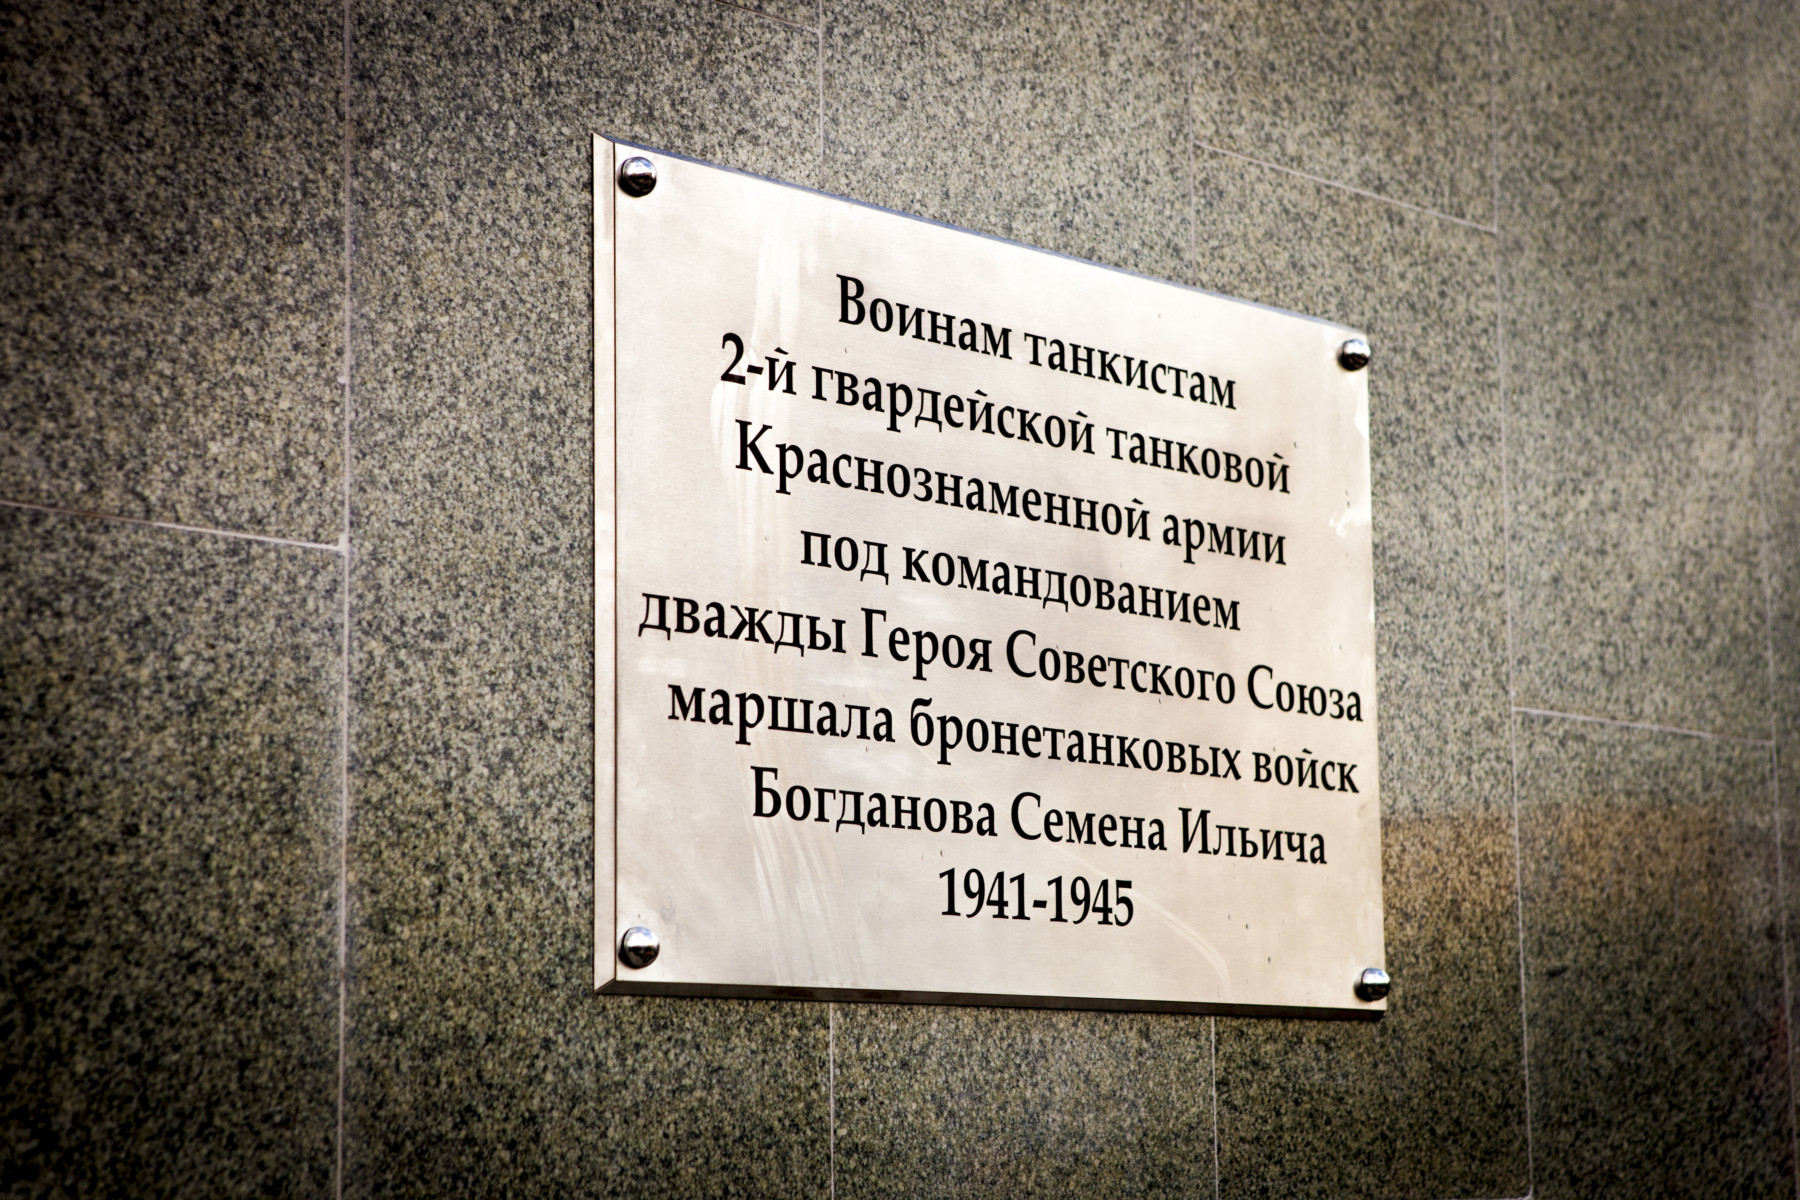 Воинам танкистам
2-й гвардейской танковой
Краснознаменной армии
под командованием
дважды Героя Советского Союза
маршала бронетанковых войск
Богданова Семена Ильича
1941-1945